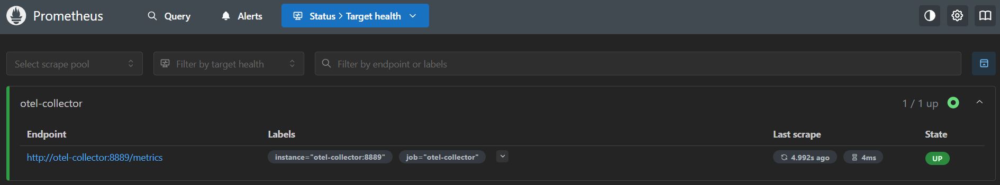 Prometheus Query Alerts Status > Target health
Select scrape pool Filter by target health Filter by endpoint or labels
otel-collector 1 / 1 up
Endpoint Labels Last scrape State
http://otel-collector:8889/metrics instance="otel-collector:8889" job="otel-collector" 4.992s ago 4ms UP